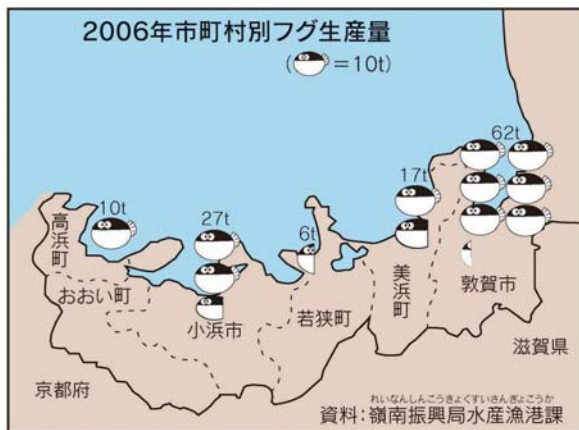 2006年市町村別フグ生産量
(＝10t)
62t
17t
10t
27t
6t
高浜町
おおい町
小浜市
若狭町
美浜町
敦賀市
滋賀県
京都府
れいなんしんこうきょくすいさんぎょこうか
資料：嶺南振興局水産漁港課